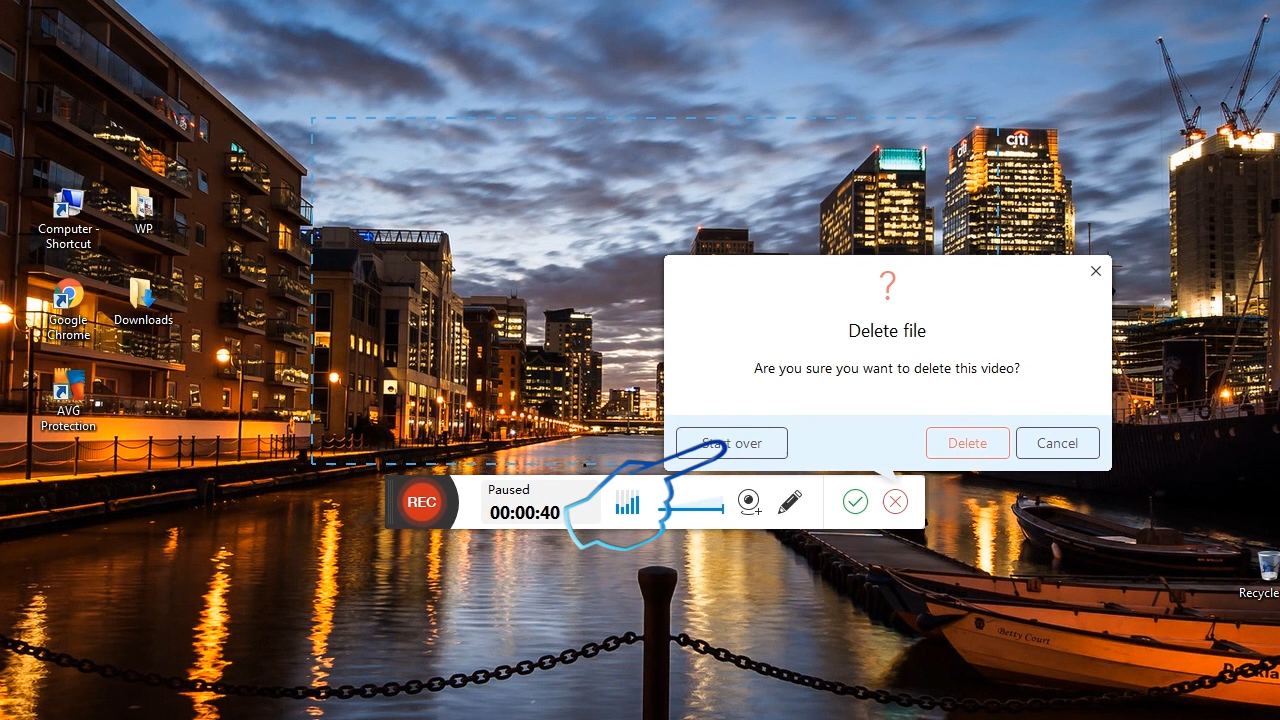 citi
citi
Computer -
Shortcut
WP
Google
Chrome
Downloads
AVG
Protection
Delete file
Are you sure you want to delete this video?
Start over
Delete
Cancel
REC
Paused
00:00:40
Recycle
Betty Court